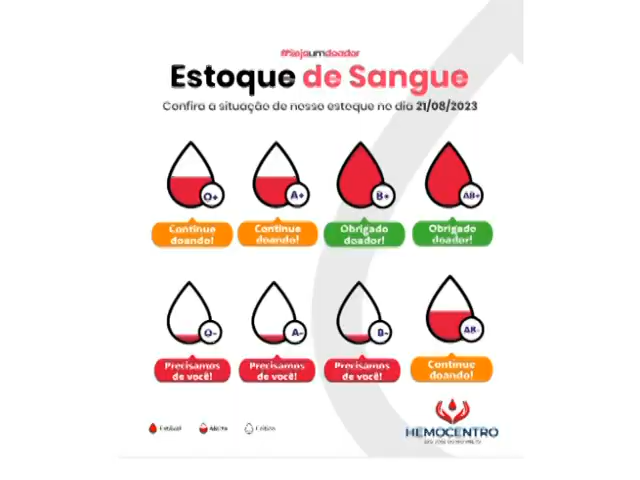 #Sejaumdoador
Estoque de Sangue
Confira a situação de nosso estoque no dia 21/08/2023
O+
A+
B+
AB+
Continue
doando!
Continue
doando!
Obrigado
doador!
Obrigado
doador!
O-
A-
B-
AB-
Precisamos
de você!
Precisamos
de você!
Precisamos
de você!
Continue
doando!
Estável
Alerta
Crítico
HEMOCENTRO